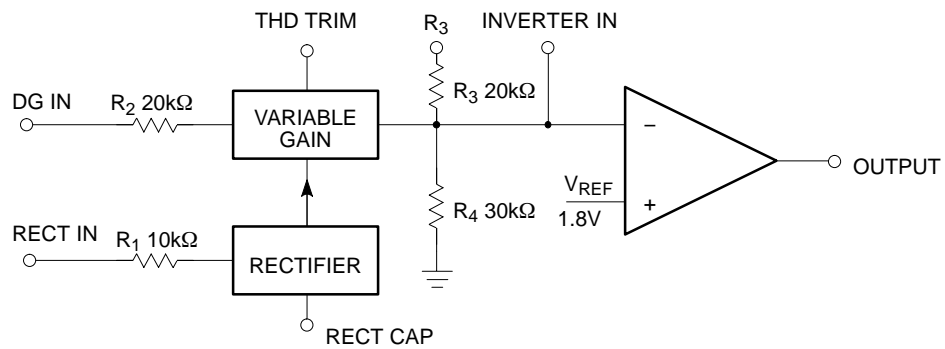 THD TRIM
R3
INVERTER IN
DG IN
R2 20kΩ
VARIABLE
GAIN
R3 20kΩ
−
OUTPUT
VREF
1.8V
+
R4 30kΩ
RECT IN
R1 10kΩ
RECTIFIER
RECT CAP